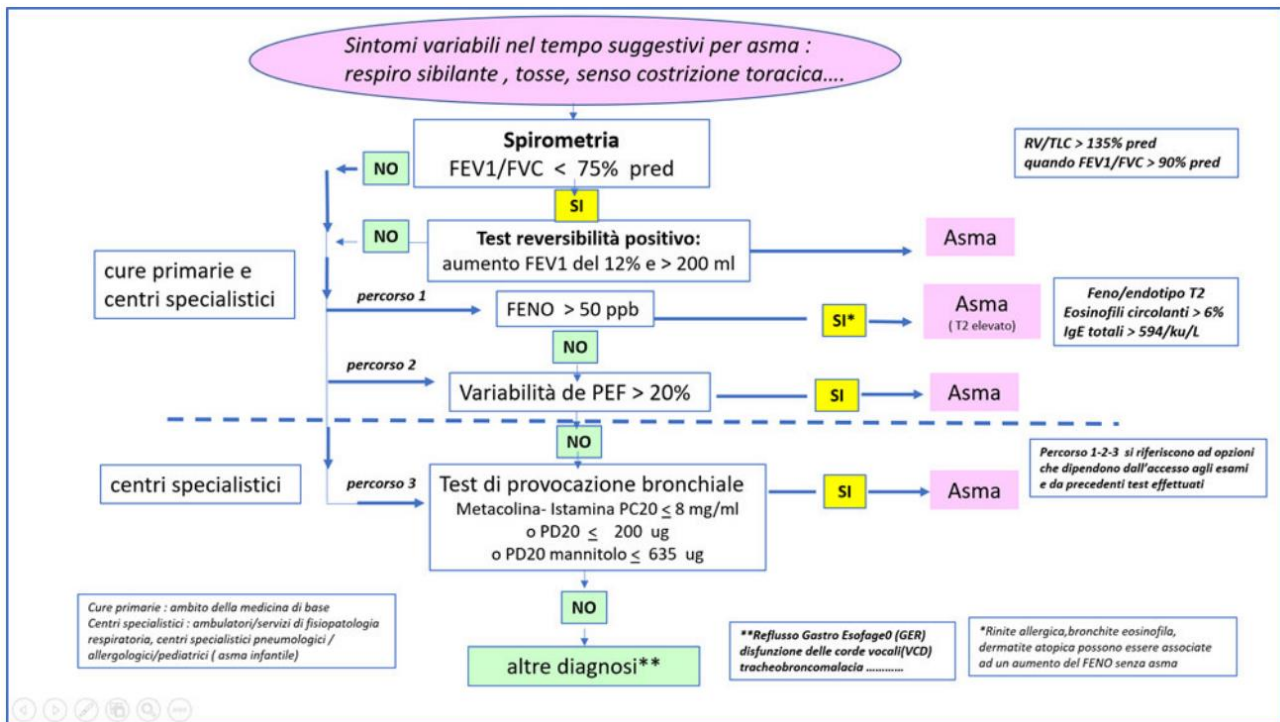 Sintomi variabili nel tempo suggestivi per asma :
respiro sibilante , tosse, senso costrizione toracica….
Spirometria
FEV1/FVC < 75% pred
NO
RV/TLC > 135% pred
quando FEV1/FVC > 90% pred
SI
NO
Test reversibilità positivo:
aumento FEV1 del 12% e > 200 ml
Asma
cure primarie e
centri specialistici
percorso 1
FENO > 50 ppb
SI*
Asma
( T2 elevato)
Feno/endotipo T2
Eosinofili circolanti > 6%
IgE totali > 594/ku/L
NO
percorso 2
Variabilità de PEF > 20%
SI
Asma
NO
centri specialistici
percorso 3
Test di provocazione bronchiale
Metacolina- Istamina PC20 ≤ 8 mg/ml
o PD20 ≤ 200 ug
o PD20 mannitolo ≤ 635 ug
SI
Asma
Percorso 1-2-3 si riferiscono ad opzioni
che dipendono dall'accesso agli esami
e da precedenti test effettuati
NO
Cure primarie : ambito della medicina di base
Centri specialistici : ambulatori/servizi di fisiopatologia
respiratoria, centri specialistici pneumologici /
allergologici/pediatrici ( asma infantile)
altre diagnosi**
**Reflusso Gastro Esofage0 (GER)
disfunzione delle corde vocali(VCD)
tracheobroncomalacia …………
*Rinite allergica,bronchite eosinofila,
dermatite atopica possono essere associate
ad un aumento del FENO senza asma